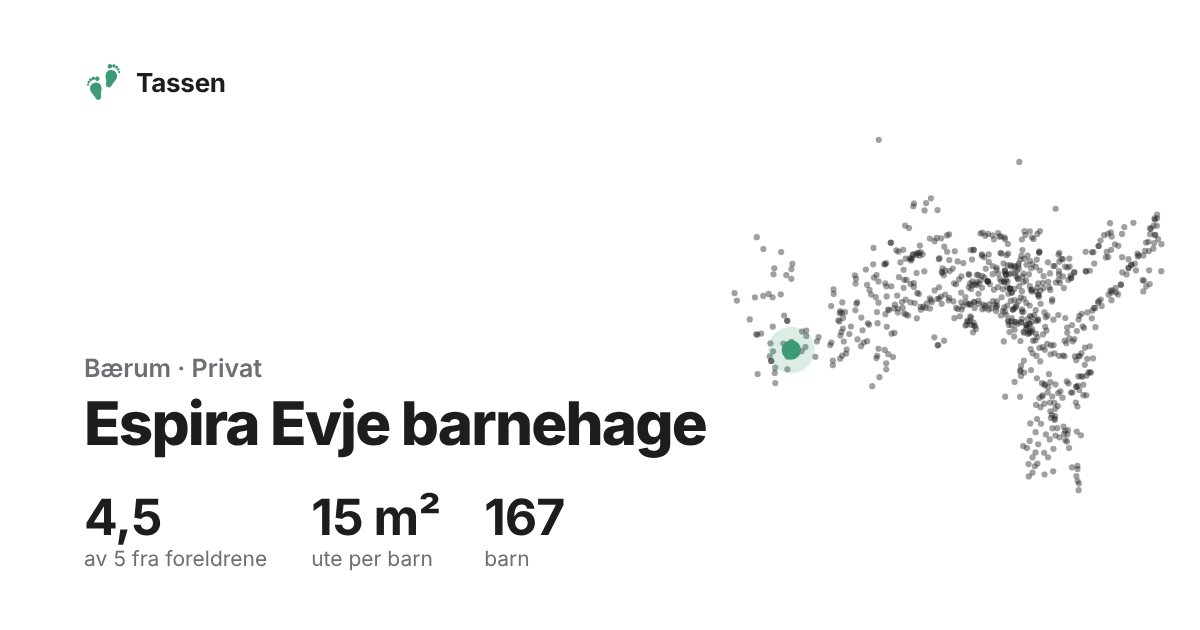 Tassen
Bærum · Privat
Espira Evje barnehage
4,5
av 5 fra foreldrene
15 m²
ute per barn
167
barn